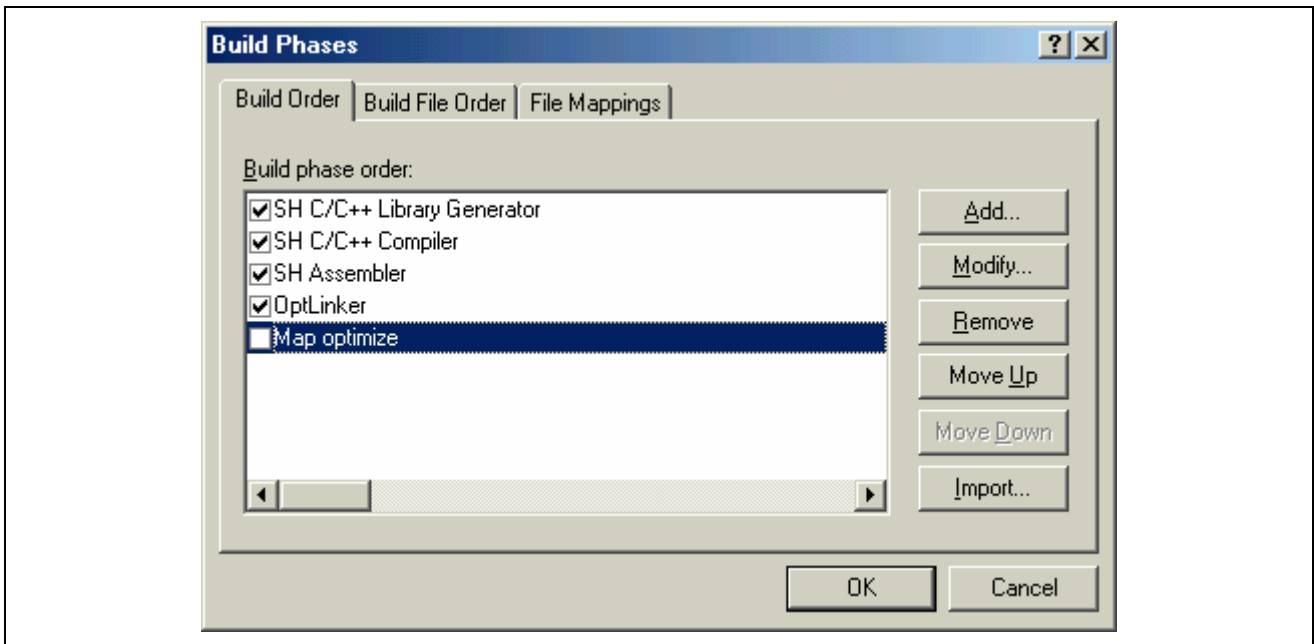 Build Phases
Build Order
Build File Order
File Mappings
Build phase order:
SH C/C++ Library Generator
SH C/C++ Compiler
SH Assembler
OptLinker
Map optimize
Add...
Modify...
Remove
Move Up
Move Down
Import...
OK
Cancel